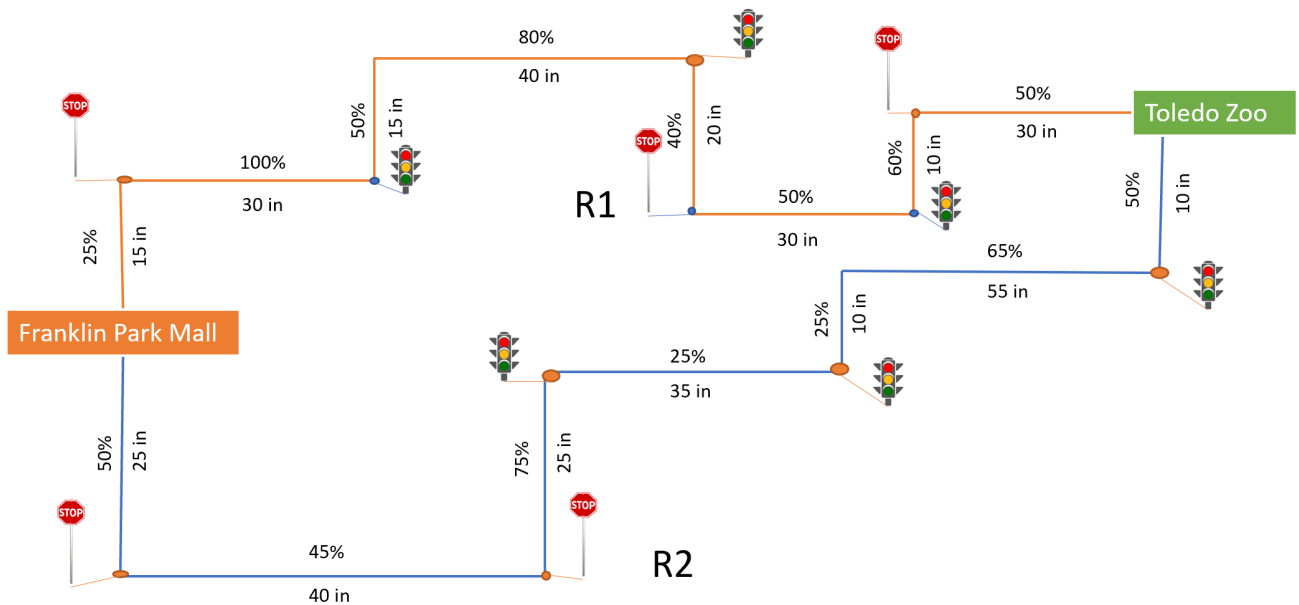 80%
40 in
STOP
STOP
50%
30 in
Toledo Zoo
STOP
50%
15 in
40%
20 in
STOP
60%
10 in
100%
30 in
R1
50%
30 in
50%
10 in
25%
15 in
65%
55 in
Franklin Park Mall
25%
10 in
25%
35 in
50%
25 in
75%
25 in
STOP
STOP
45%
40 in
R2